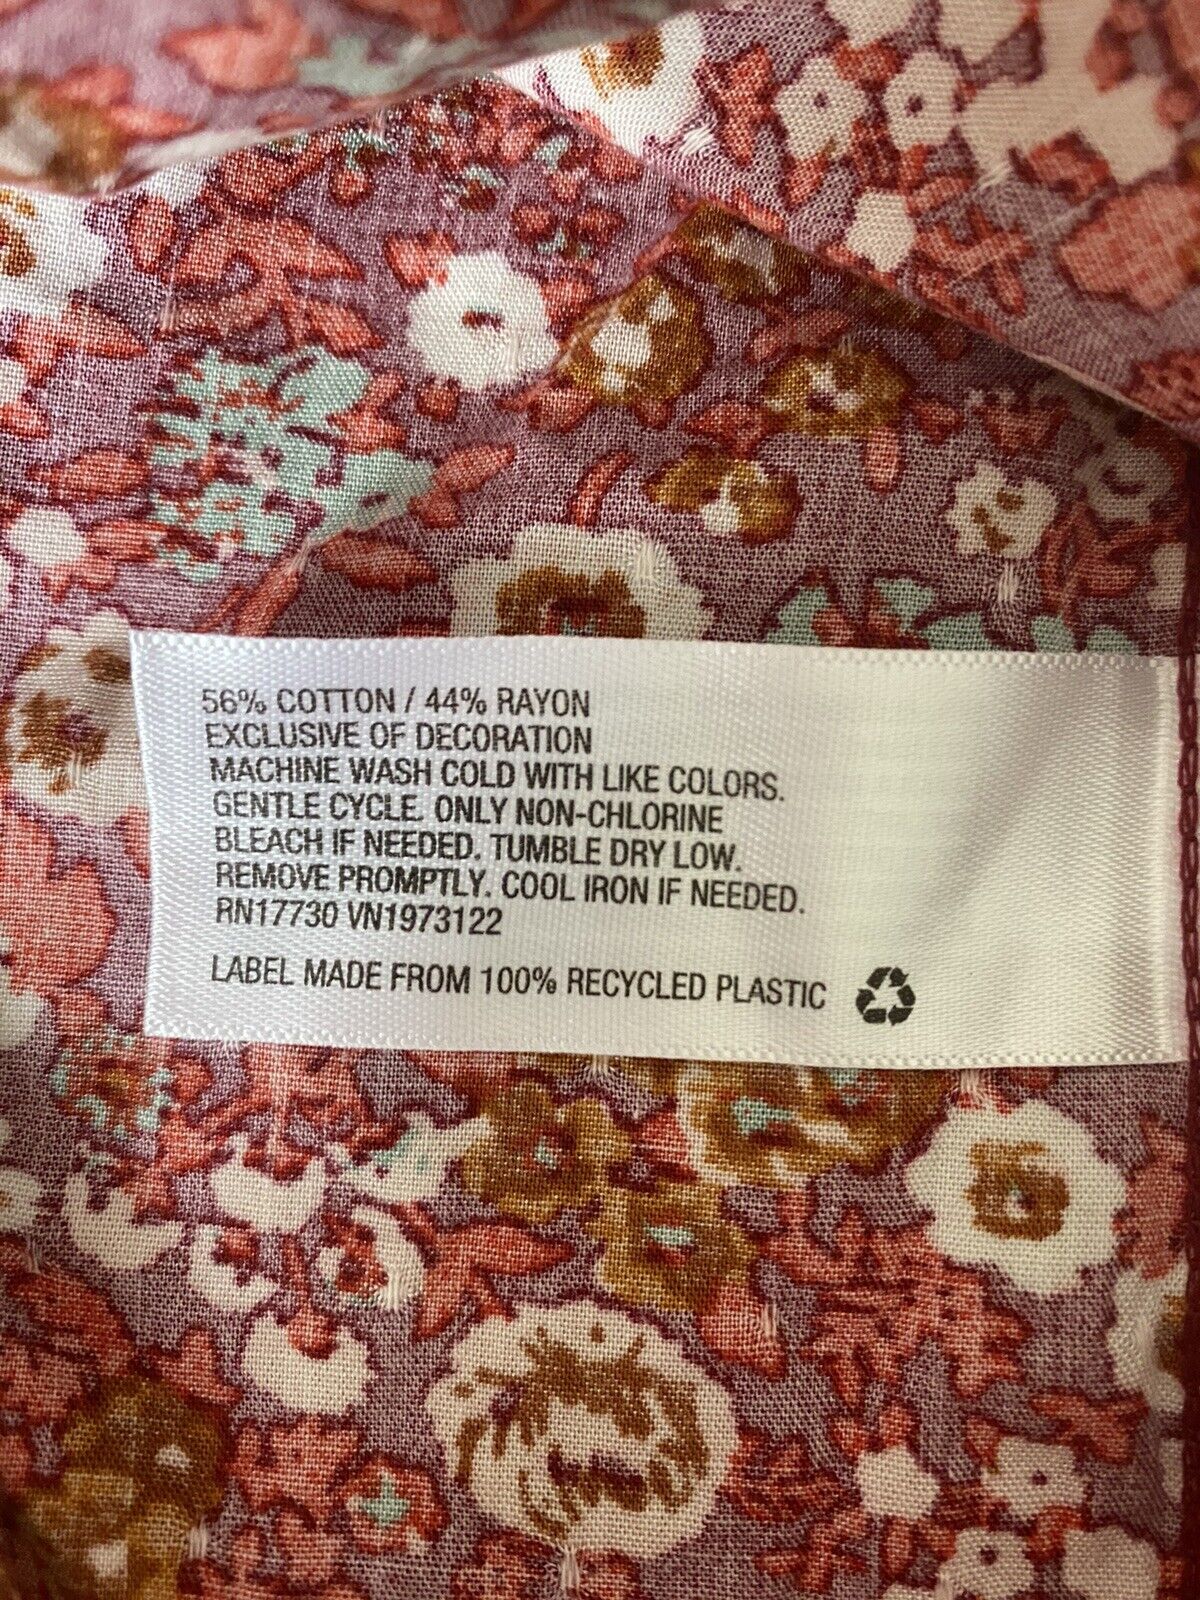 56% COTTON / 44% RAYON
EXCLUSIVE OF DECORATION
MACHINE WASH COLD WITH LIKE COLORS.
GENTLE CYCLE. ONLY NON-CHLORINE
BLEACH IF NEEDED. TUMBLE DRY LOW.
REMOVE PROMPTLY. COOL IRON IF NEEDED.
RN17730 VN1973122
LABEL MADE FROM 100% RECYCLED PLASTIC